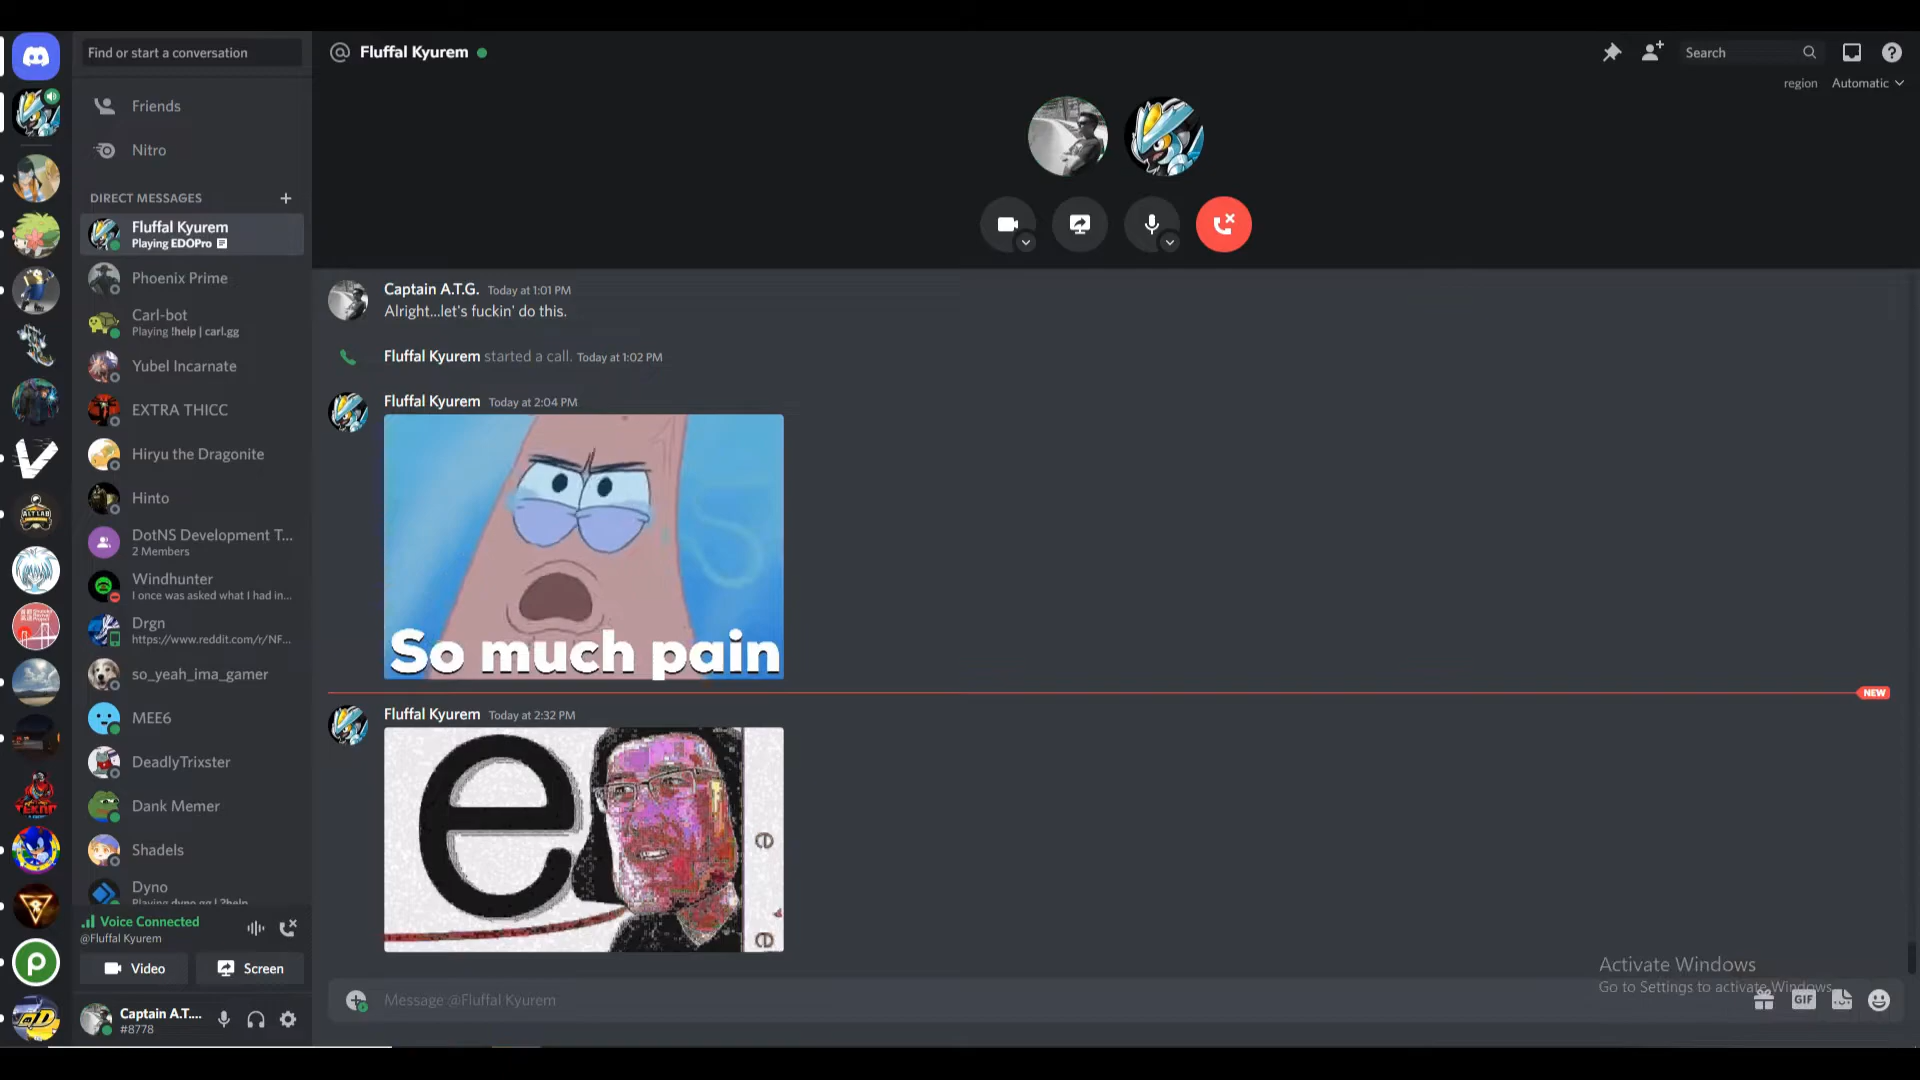 Find or start a conversation
Fluffal Kyurem
Search
region Automatic
Friends
Nitro
DIRECT MESSAGES
Fluffal Kyurem
Playing EDOPro
Phoenix Prime
Carl-bot
Playing !help | carl.gg
Yubel Incarnate
EXTRA THICC
Hiryu the Dragonite
Hinto
DotNS Development T...
2 Members
Windhunter
I once was asked what I had in...
Drgn
https://www.reddit.com/r/NF...
so_yeah_ima_gamer
MEE6
DeadlyTrixster
Dank Memer
Shadels
Dyno
Playing dyno.gg | ?help
Voice Connected
@Fluffal Kyurem
Video
Screen
Captain A.T....
#8778
Captain A.T.G. Today at 1:01 PM
Alright...let's fuckin' do this.
Fluffal Kyurem started a call. Today at 1:02 PM
Fluffal Kyurem Today at 2:04 PM
So much pain
NEW
Fluffal Kyurem Today at 2:32 PM
e
e
e
Message @Fluffal Kyurem
GIF
Activate Windows
Go to Settings to activate Windows.